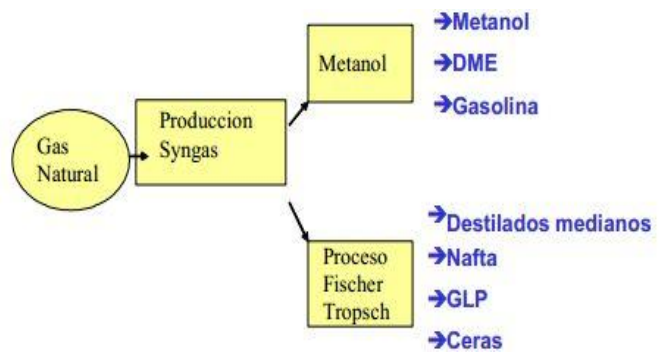 Gas
Natural
Produccion
Syngas
Metanol
➔Metanol
➔DME
➔Gasolina
Proceso
Fischer
Tropsch
➔Destilados medianos
➔Nafta
➔GLP
➔Ceras